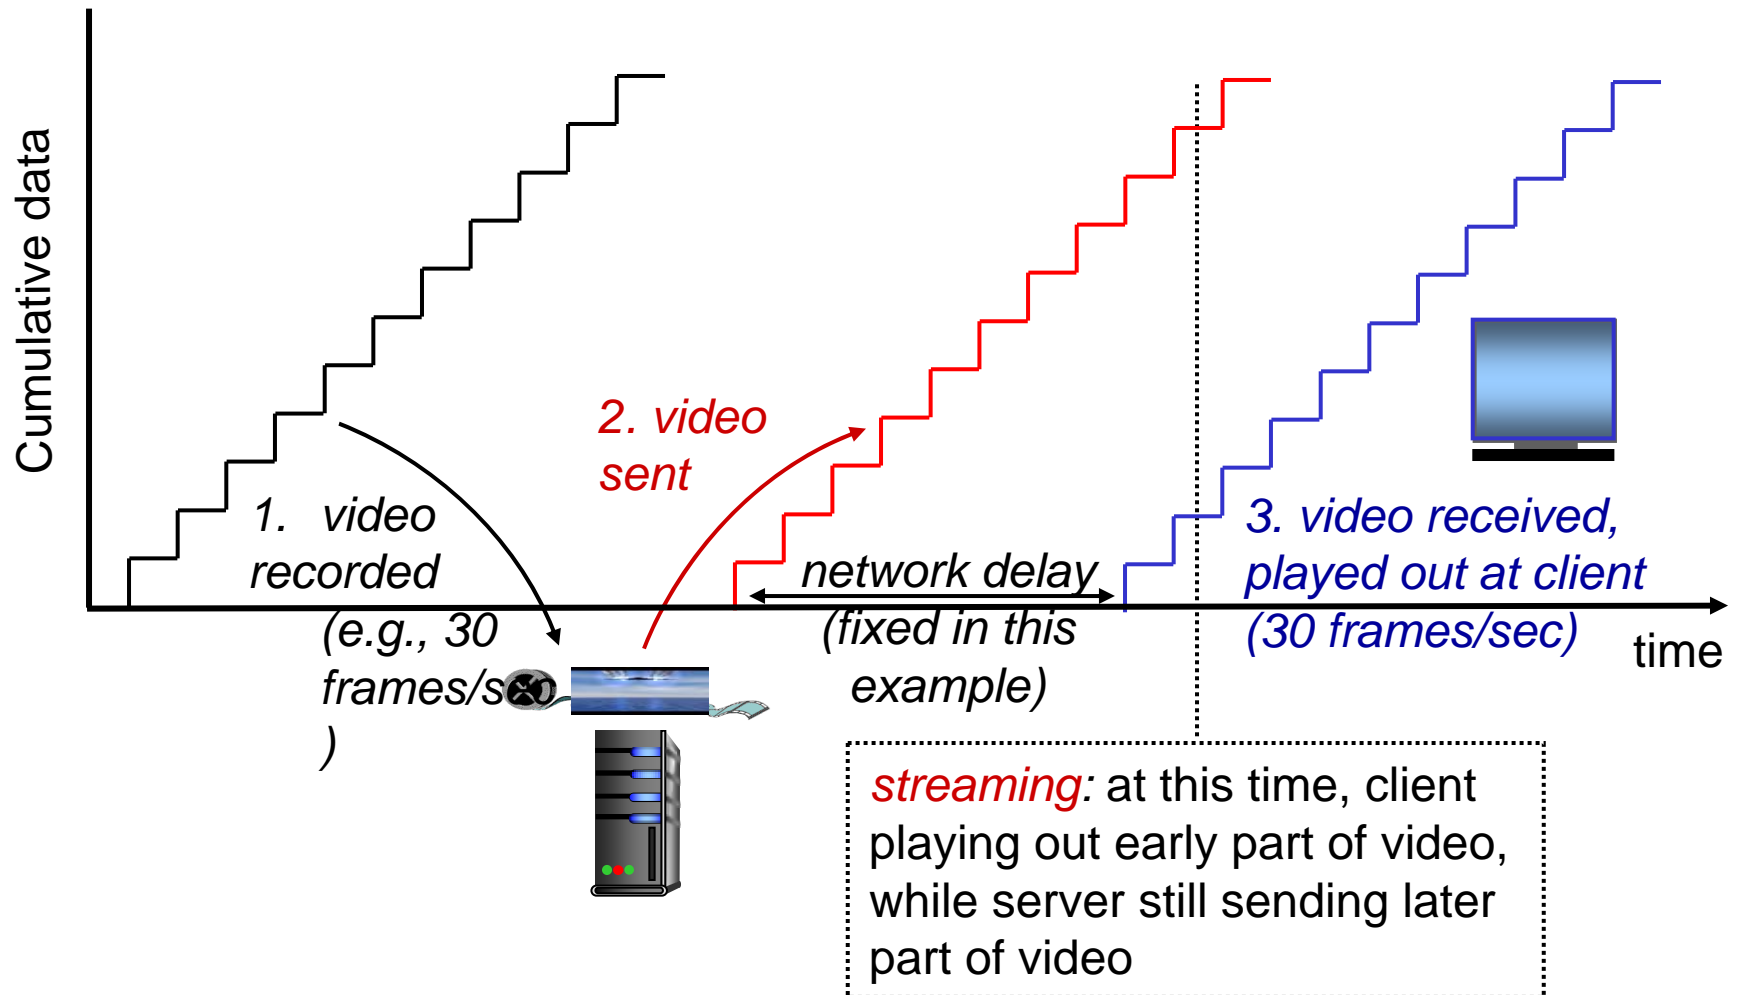 Cumulative data
1. video
recorded
(e.g., 30
frames/sec
)
2. video
sent
network delay
(fixed in this
example)
3. video received,
played out at client
(30 frames/sec)
time
streaming: at this time, client
playing out early part of video,
while server still sending later
part of video